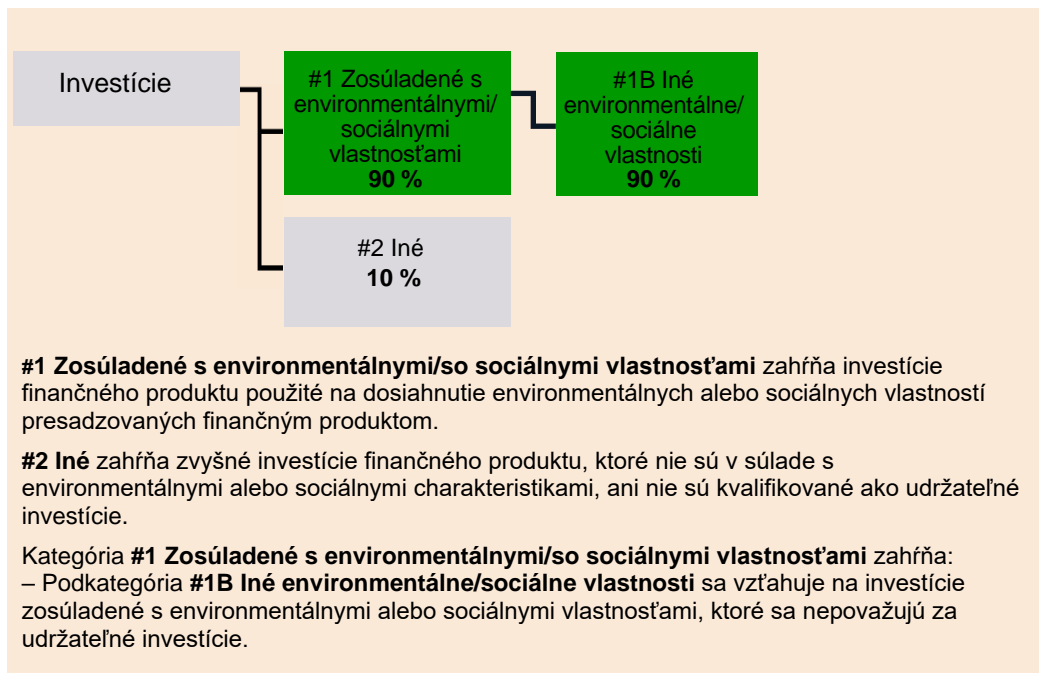 Investície
#1 Zosúladené s
environmentálnymi/
sociálnymi
vlastnosťami
90 %
#1B Iné
environmentálne/
sociálne
vlastnosti
90 %
#2 Iné
10 %
#1 Zosúladené s environmentálnymi/so sociálnymi vlastnosťami zahŕňa investície
finančného produktu použité na dosiahnutie environmentálnych alebo sociálnych vlastností
presadzovaných finančným produktom.
#2 Iné zahŕňa zvyšné investície finančného produktu, ktoré nie sú v súlade s
environmentálnymi alebo sociálnymi charakteristikami, ani nie sú kvalifikované ako udržateľné
investície.
Kategória #1 Zosúladené s environmentálnymi/so sociálnymi vlastnosťami zahŕňa:
– Podkategória #1B Iné environmentálne/sociálne vlastnosti sa vzťahuje na investície
zosúladené s environmentálnymi alebo sociálnymi vlastnosťami, ktoré sa nepovažujú za
udržateľné investície.